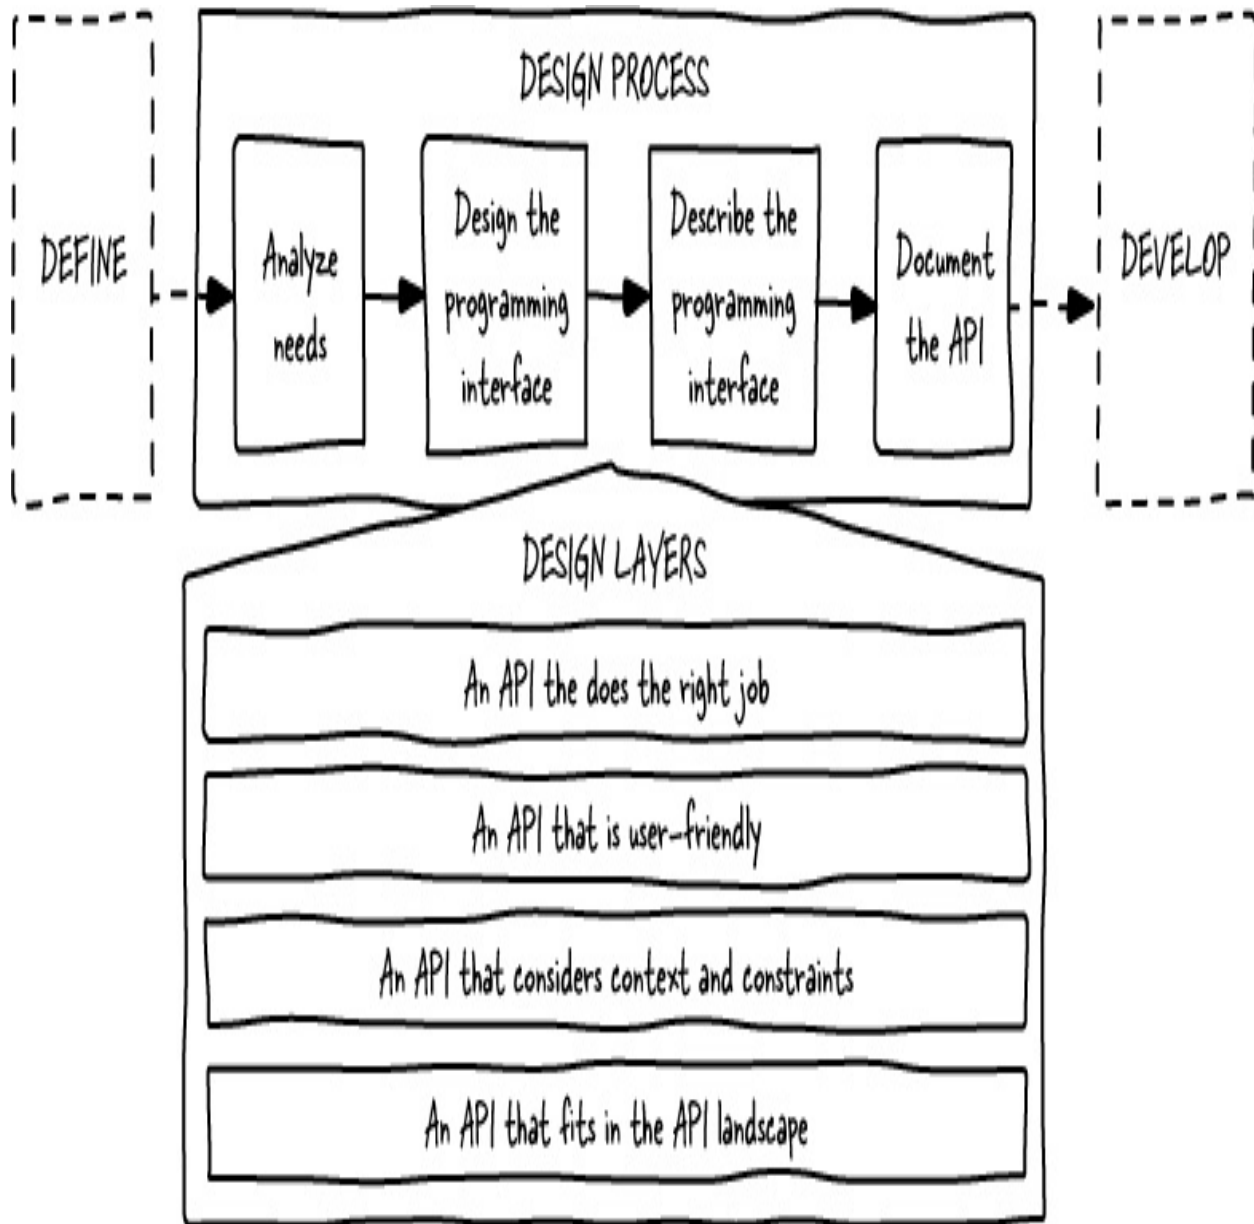 DESIGN PROCESS
DEFINE
Analyze
needs
Design the
programming
interface
Describe the
programming
interface
Document
the API
DEVELOP
DESIGN LAYERS
An API the does the right job
An API that is user-friendly
An API that considers context and constraints
An API that fits in the API landscape